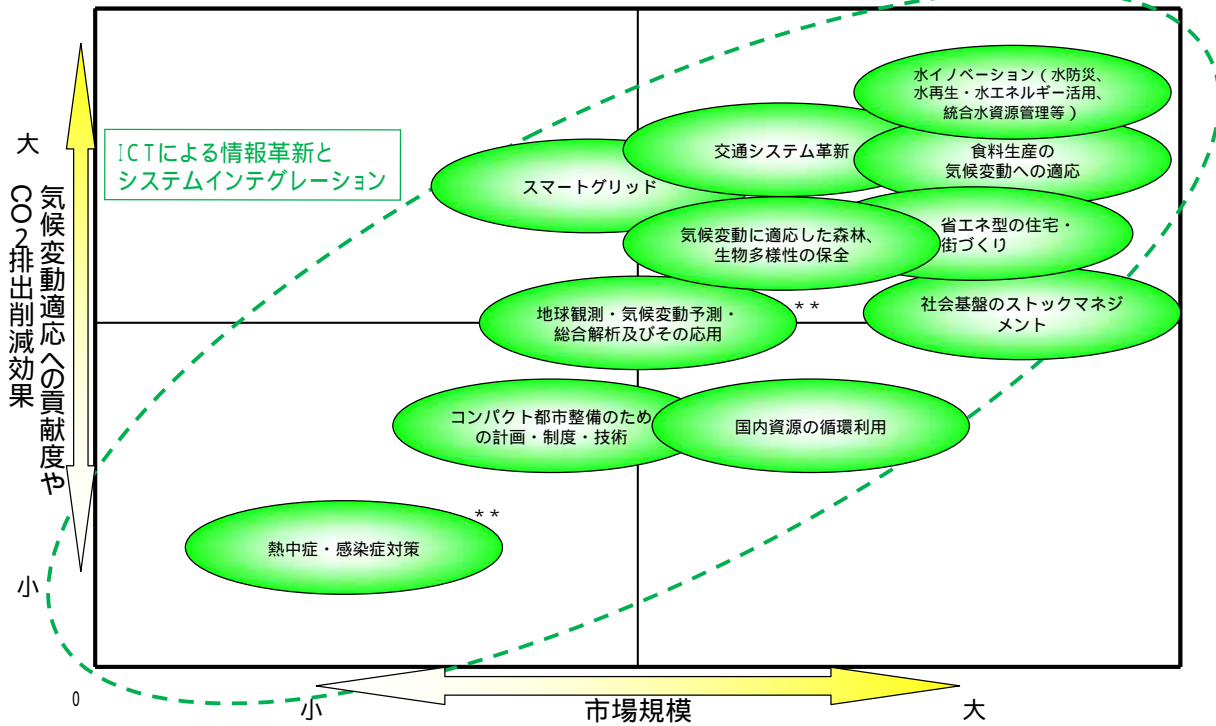 水イノベーション(水防災、
水再生・水エネルギー活用、
統合水資源管理等)
大
ICTによる情報革新と
システムインテグレーション
交通システム革新
食料生産の
気候変動への適応
スマートグリッド
気候変動に適応した森林、
生物多様性の保全
省エネ型の住宅・
街づくり
気候変動適応への貢献度や
CO2排出削減効果
地球観測・気候変動予測・
総合解析及びその応用
**
社会基盤のストックマネジ
メント
コンパクト都市整備のため
の計画・制度・技術
国内資源の循環利用
**
熱中症・感染症対策
小
0
小
市場規模
大